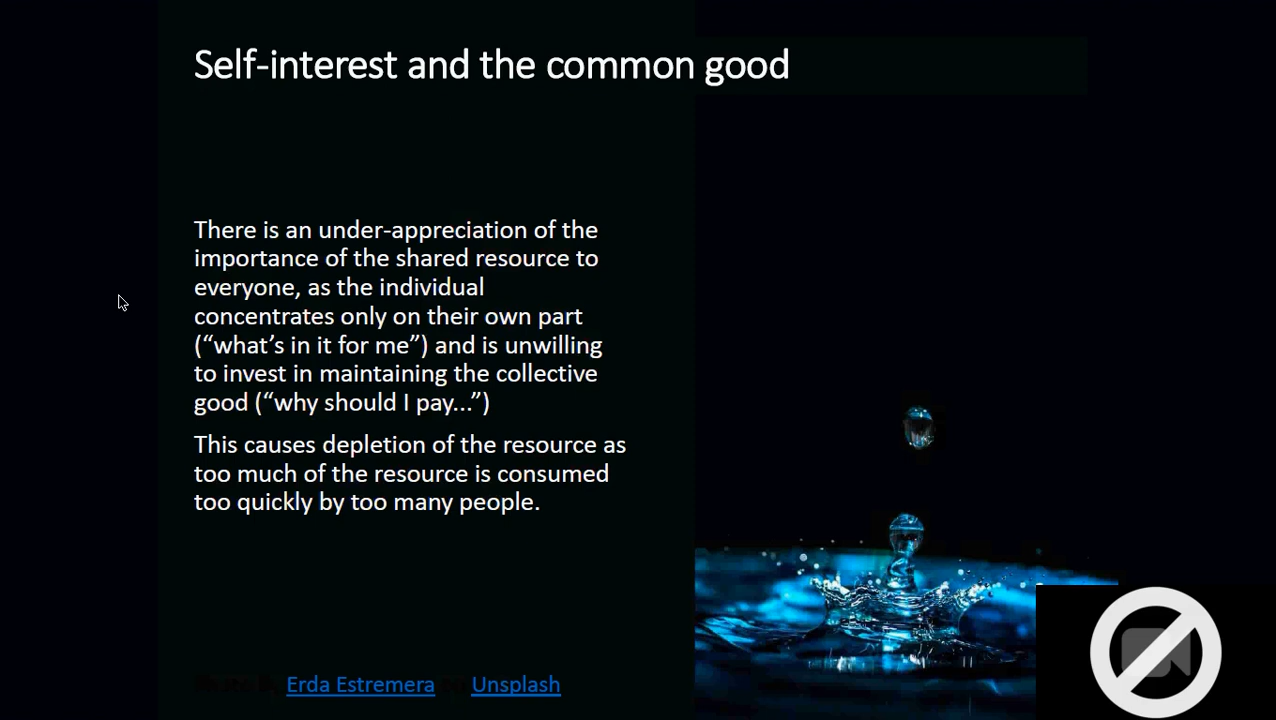 Self-interest and the common good
There is an under-appreciation of the
importance of the shared resource to
everyone, as the individual
concentrates only on their own part
(“what’s in it for me”) and is unwilling
to invest in maintaining the collective
good (“why should I pay...”)
This causes depletion of the resource as
too much of the resource is consumed
too quickly by too many people.
Erda Estremera on Unsplash